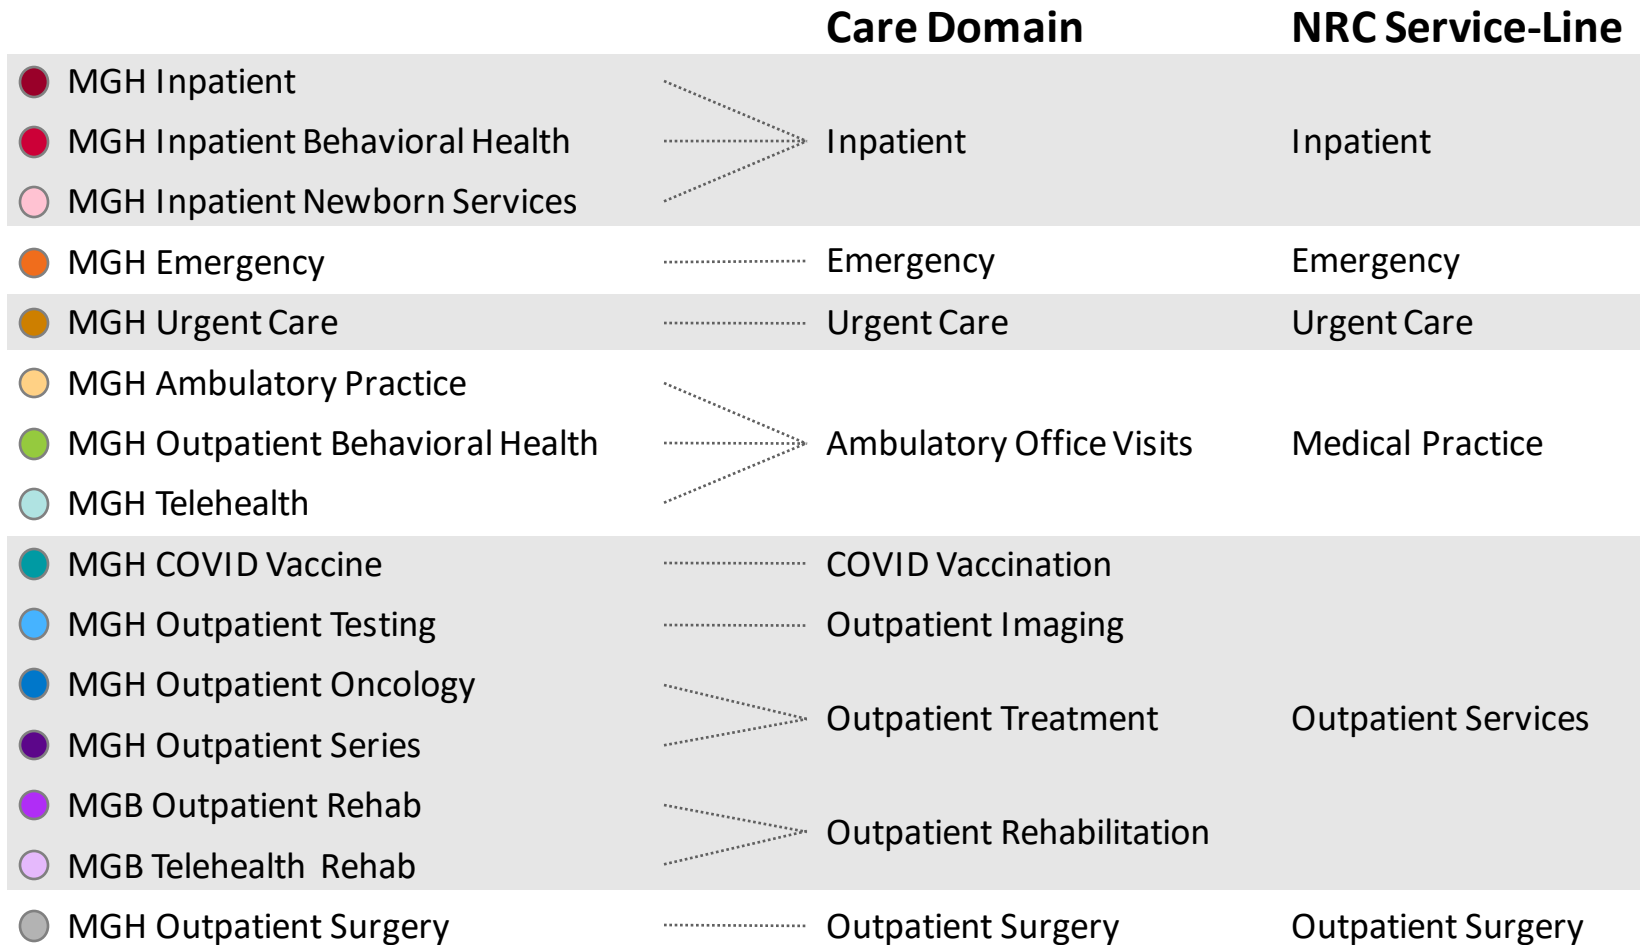 Care Domain NRC Service-Line
MGH Inpatient
MGH Inpatient Behavioral Health Inpatient Inpatient
MGH Inpatient Newborn Services
MGH Emergency Emergency Emergency
MGH Urgent Care Urgent Care Urgent Care
MGH Ambulatory Practice
MGH Outpatient Behavioral Health Ambulatory Office Visits Medical Practice
MGH Telehealth
MGH COVID Vaccine COVID Vaccination
MGH Outpatient Testing Outpatient Imaging
MGH Outpatient Oncology
Outpatient Treatment Outpatient Services
MGH Outpatient Series
MGB Outpatient Rehab
Outpatient Rehabilitation
MGB Telehealth Rehab
MGH Outpatient Surgery Outpatient Surgery Outpatient Surgery